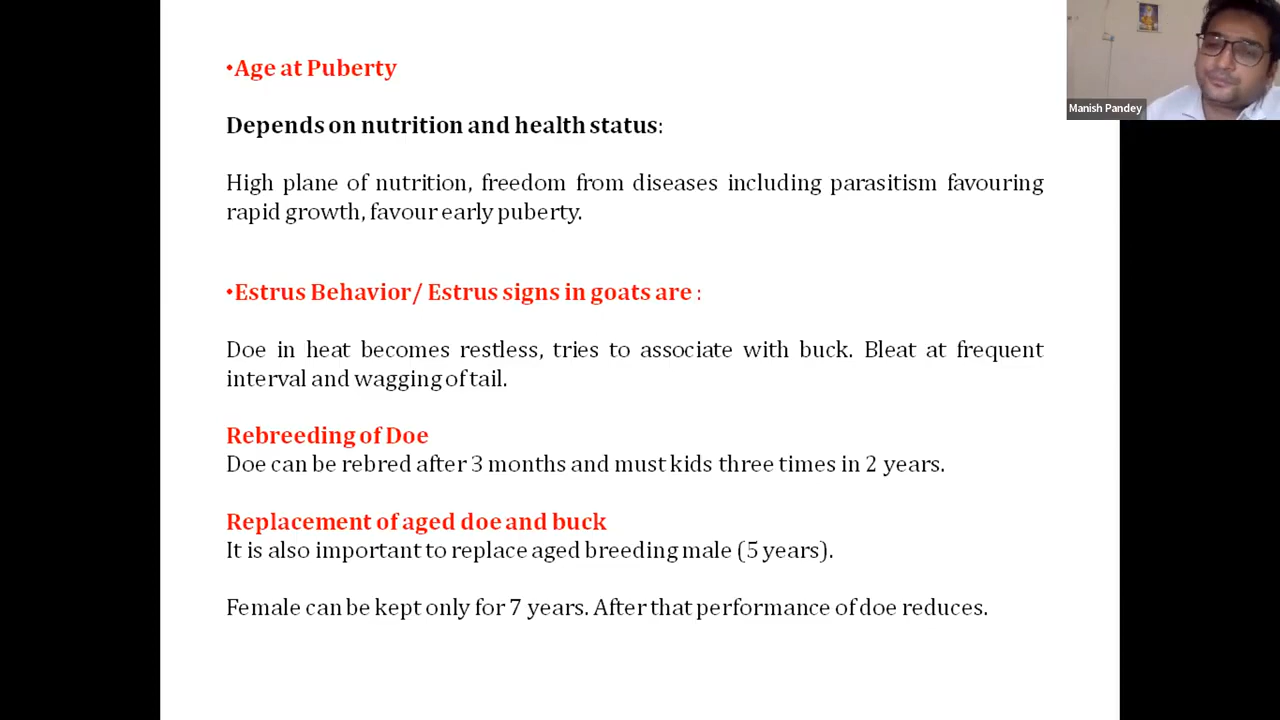 •Age at Puberty
Depends on nutrition and health status:
High plane of nutrition, freedom from diseases including parasitism favouring
rapid growth, favour early puberty.
•Estrus Behavior/ Estrus signs in goats are :
Doe in heat becomes restless, tries to associate with buck. Bleat at frequent
interval and wagging of tail.
Rebreeding of Doe
Doe can be rebred after 3 months and must kids three times in 2 years.
Replacement of aged doe and buck
It is also important to replace aged breeding male (5 years).
Female can be kept only for 7 years. After that performance of doe reduces.
Manish Pandey